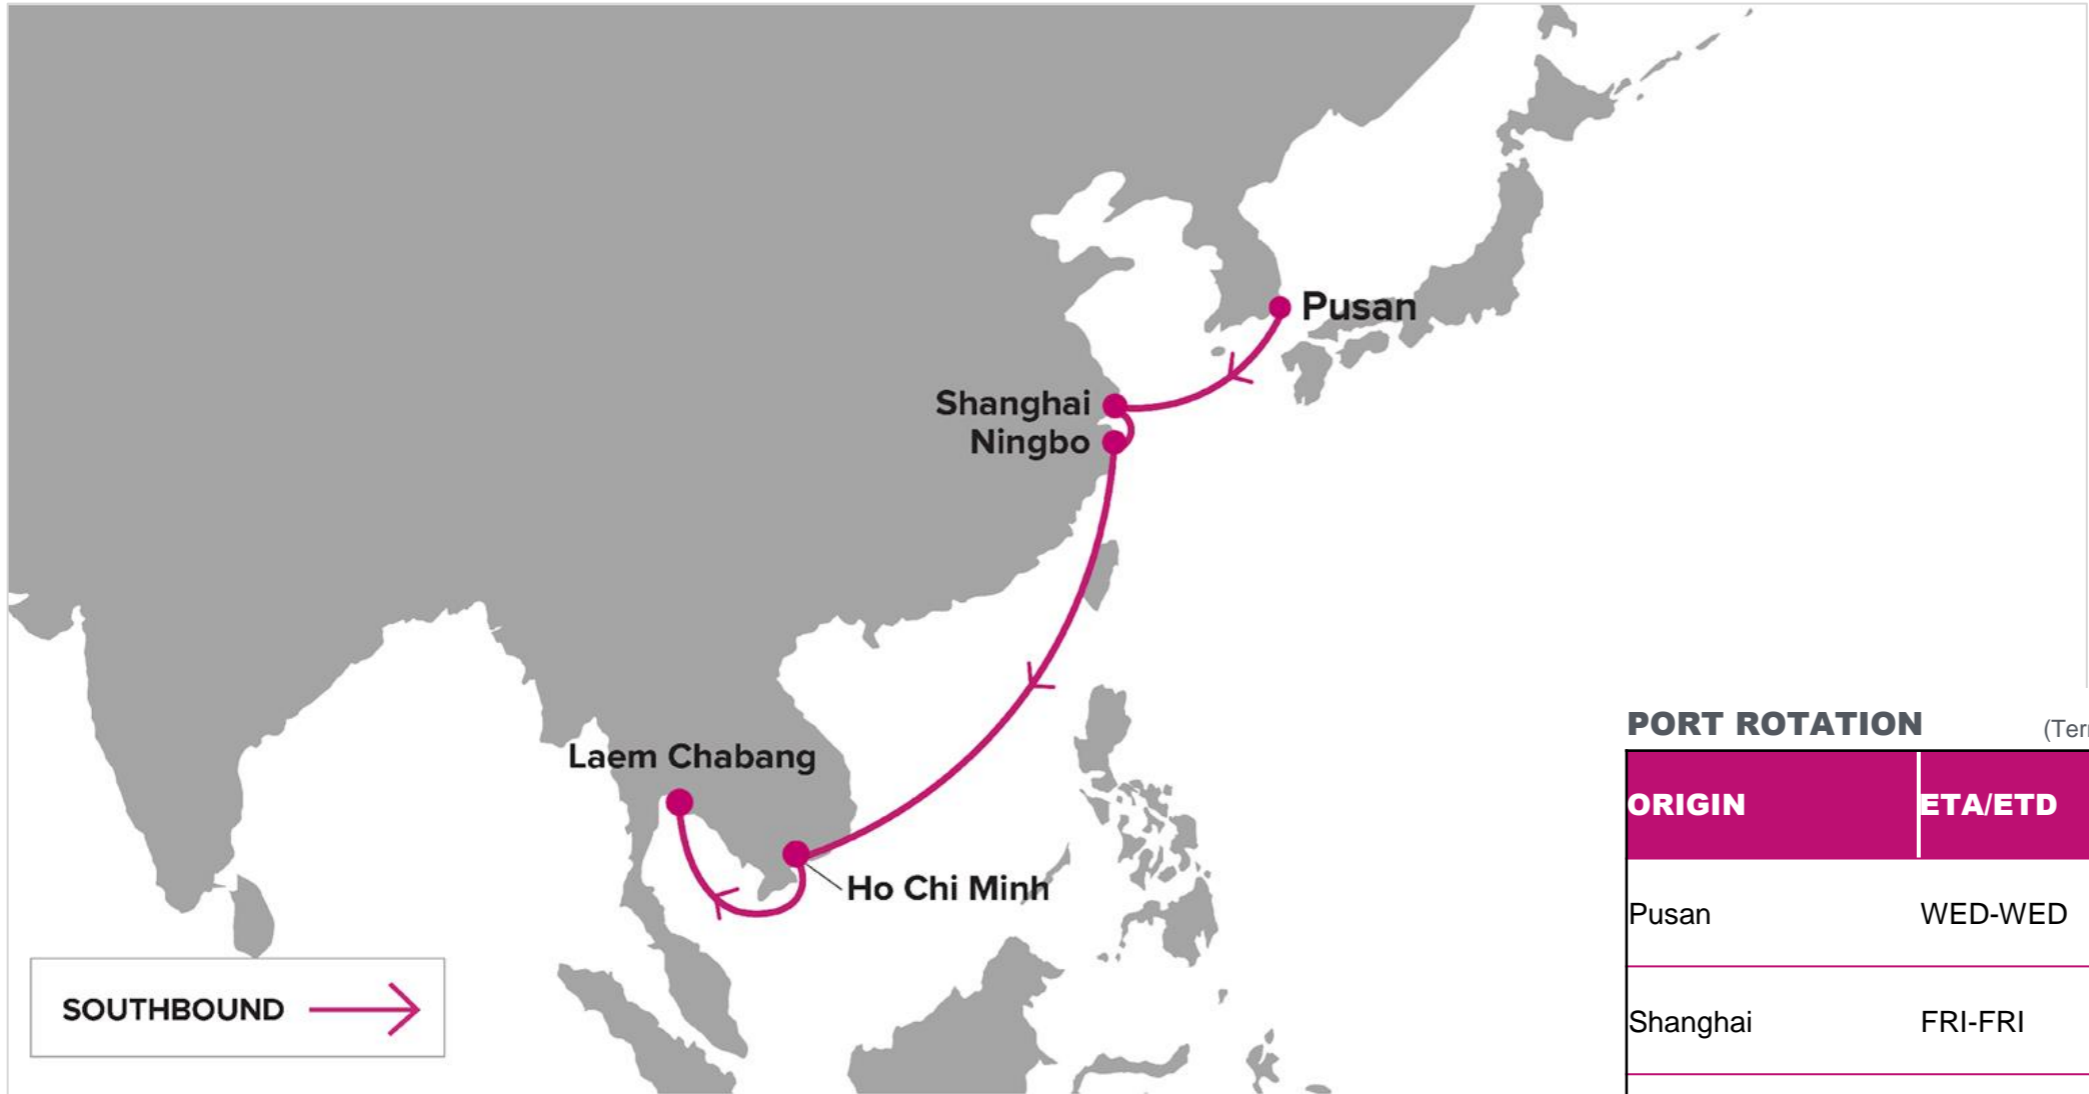 Pusan
Shanghai
Ningbo
Laem Chabang
Ho Chi Minh
SOUTHBOUND
PORT ROTATION
ORIGIN ETA/ETD
Pusan WED-WED
Shanghai FRI-FRI